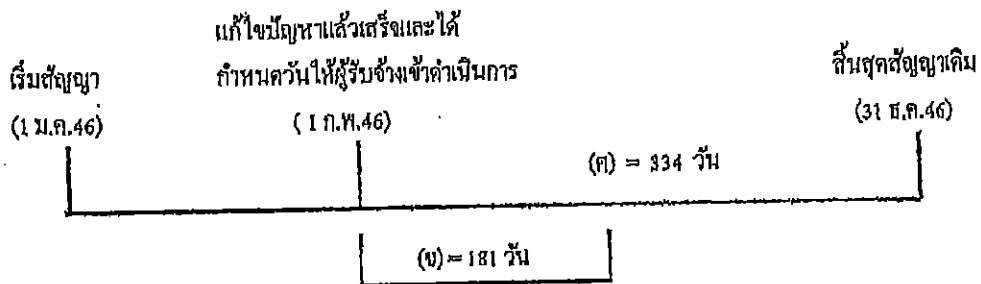 แก้ไขปัญหาแล้วเสร็จและได้
เริ่มสัญญา กำหนดวันให้ผู้รับจ้างเข้าดำเนินการ สิ้นสุดสัญญาเดิม
(1 ม.ค.46) (1 ก.พ.46) (31 ธ.ค.46)
(ค) = 334 วัน
(ข) = 181 วัน